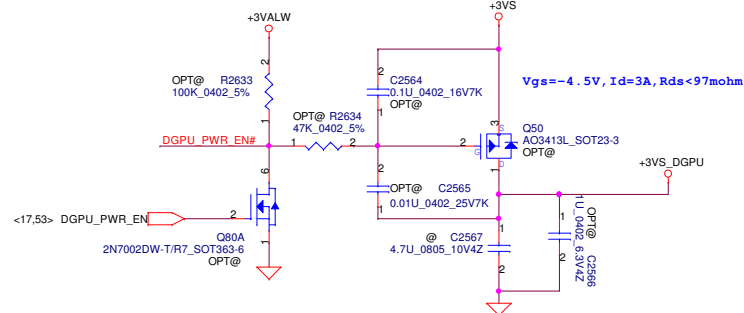 +3VS
+3VALW
2
OPT@ R2633
100K_0402_5%
1
2
C2564
0.1U_0402_16V7K
1 OPT@
Vgs=-4.5V,Id=3A,Rds<97mohm
OPT@ R2634
47K_0402_5%
DGPU_PWR_EN#
1
2
2
3
S
G
D
1
Q50
AO3413L_SOT23-3
OPT@
+3VS_DGPU
6
2
OPT@ C2565
0.01U_0402_25V7K
1
<17,53> DGPU_PWR_EN
2
Q80A
2N7002DW-T/R7_SOT363-6
OPT@
1
@ C2567
4.7U_0805_10V4Z
1
2
1
2
OPT@ C2566
1U_0402_6.3V4Z